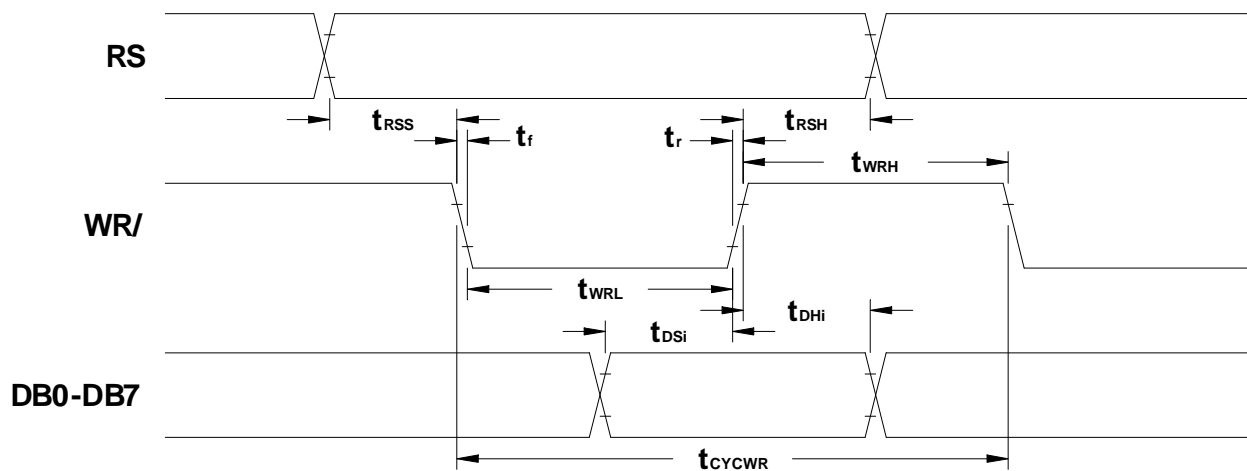 RS
tRSS
tRSH
tf
tr
tWRH
WR/
tWRL
tDHi
tDSi
DB0-DB7
tCYCWR